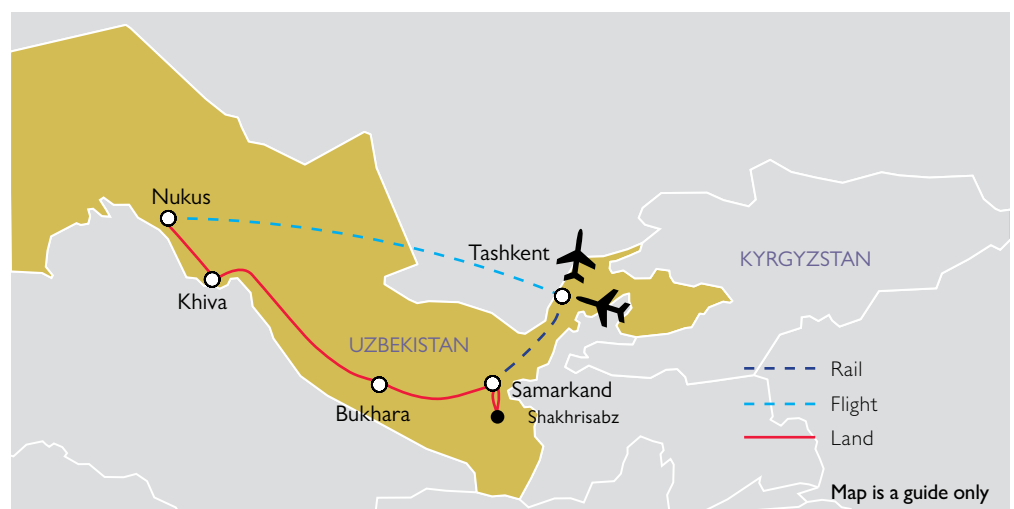 Nukus
Tashkent
KYRGYZSTAN
Khiva
UZBEKISTAN
Rail
Samarkand
Flight
Bukhara
Shakhrisabz
Land
Map is a guide only